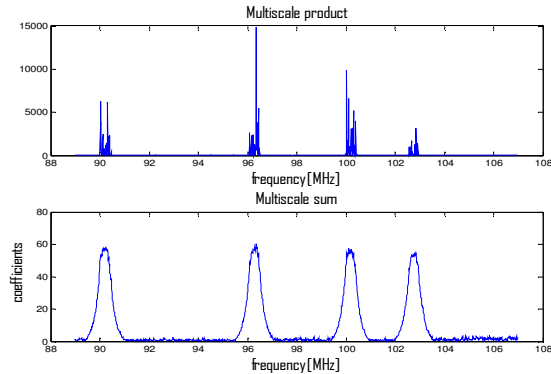 Multiscale product
15000
10000
5000
0
88 90 92 94 96 98 100 102 104 106 108
frequency[MHz]
Multiscale sum
80
60
40
20
0
coefficients
88 90 92 94 96 98 100 102 104 106 108
frequency[MHz]